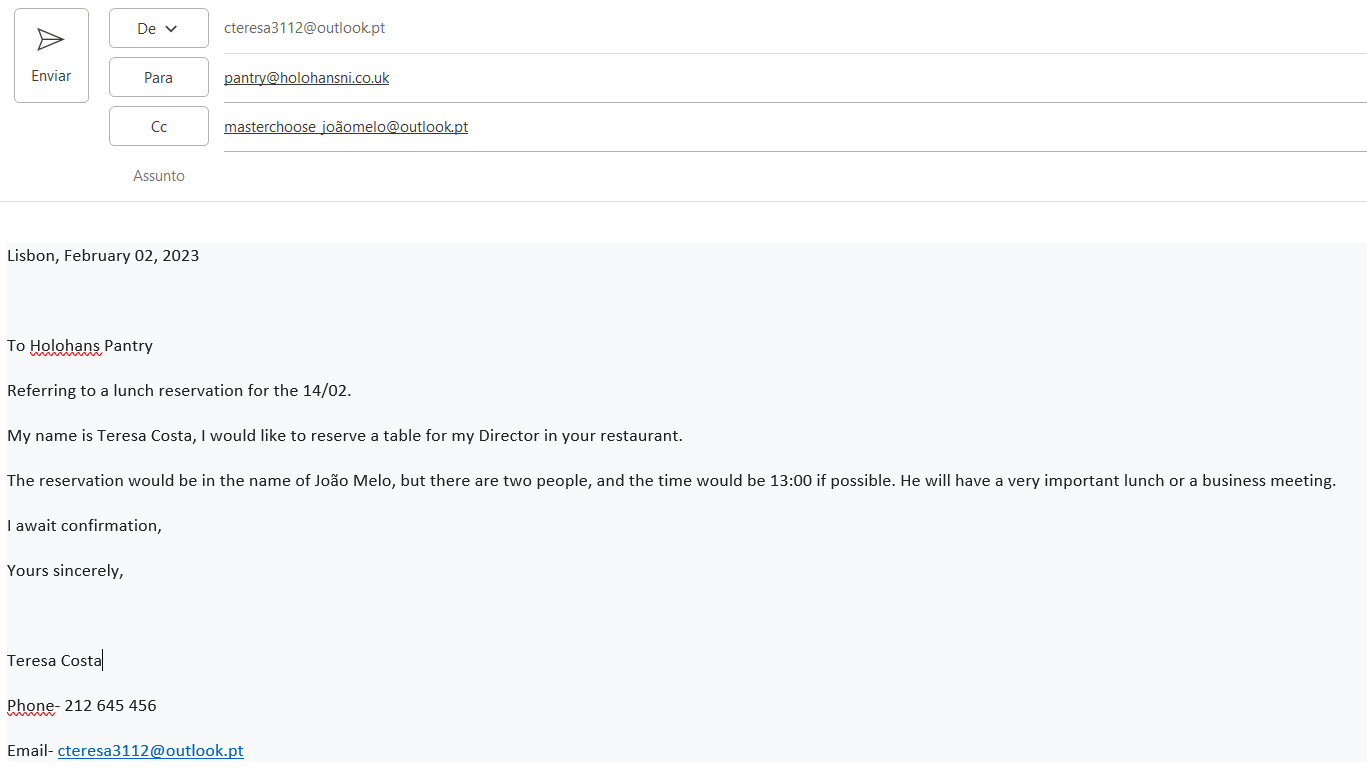 De
cteresa3112@outlook.pt
Enviar
Para
pantry@holohansni.co.uk
Cc
masterchoose_joãomelo@outlook.pt
Assunto
Lisbon, February 02, 2023
To Holohans Pantry
Referring to a lunch reservation for the 14/02.
My name is Teresa Costa, I would like to reserve a table for my Director in your restaurant.
The reservation would be in the name of João Melo, but there are two people, and the time would be 13:00 if possible. He will have a very important lunch or a business meeting.
I await confirmation,
Yours sincerely,
Teresa Costa
Phone- 212 645 456
Email- cteresa3112@outlook.pt